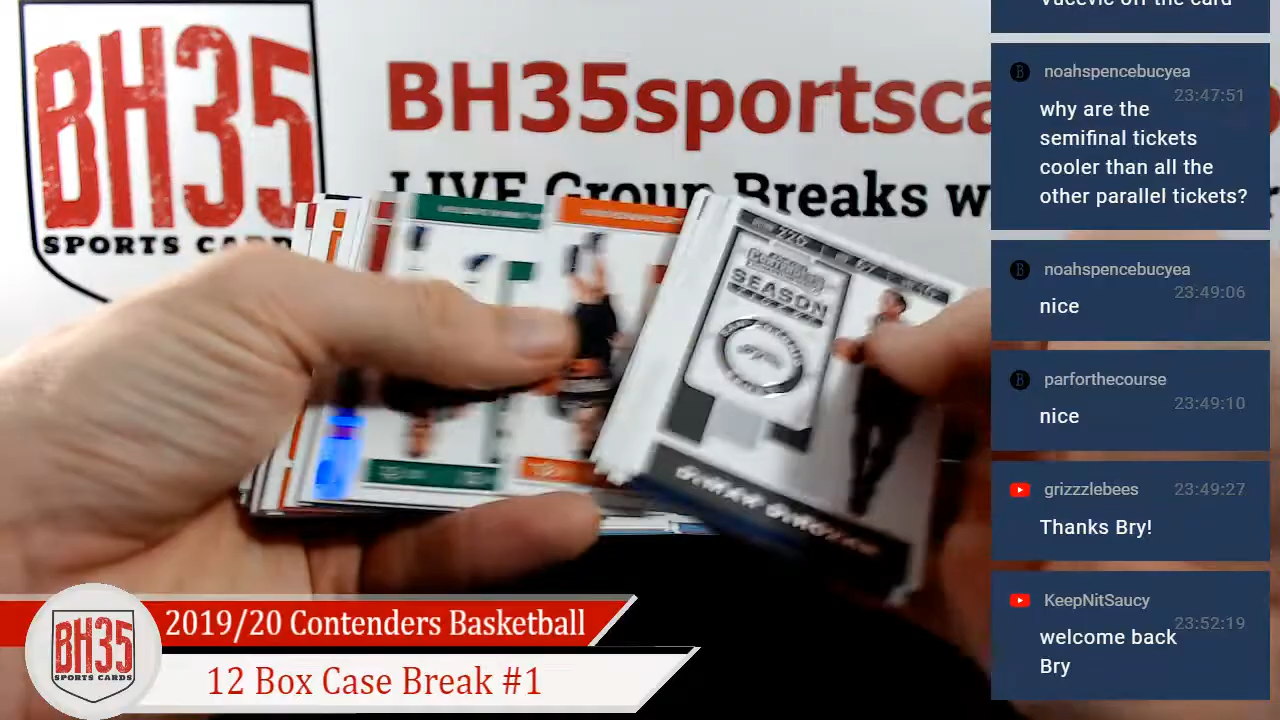 BH35
SPORTS CARDS
BH35sportsca
LIVE Group Breaks w
Vucevic off the card
noahspencebucyea
23:47:51
why are the
semifinal tickets
cooler than all the
other parallel tickets?
noahspencebucyea
23:49:06
nice
parforthecourse
23:49:10
nice
grizzzlebees
23:49:27
Thanks Bry!
KeepNitSaucy
23:52:19
welcome back
Bry
SEASON
DEMAR DEROZAN
BH35
SPORTS CARDS
2019/20 Contenders Basketball
12 Box Case Break #1